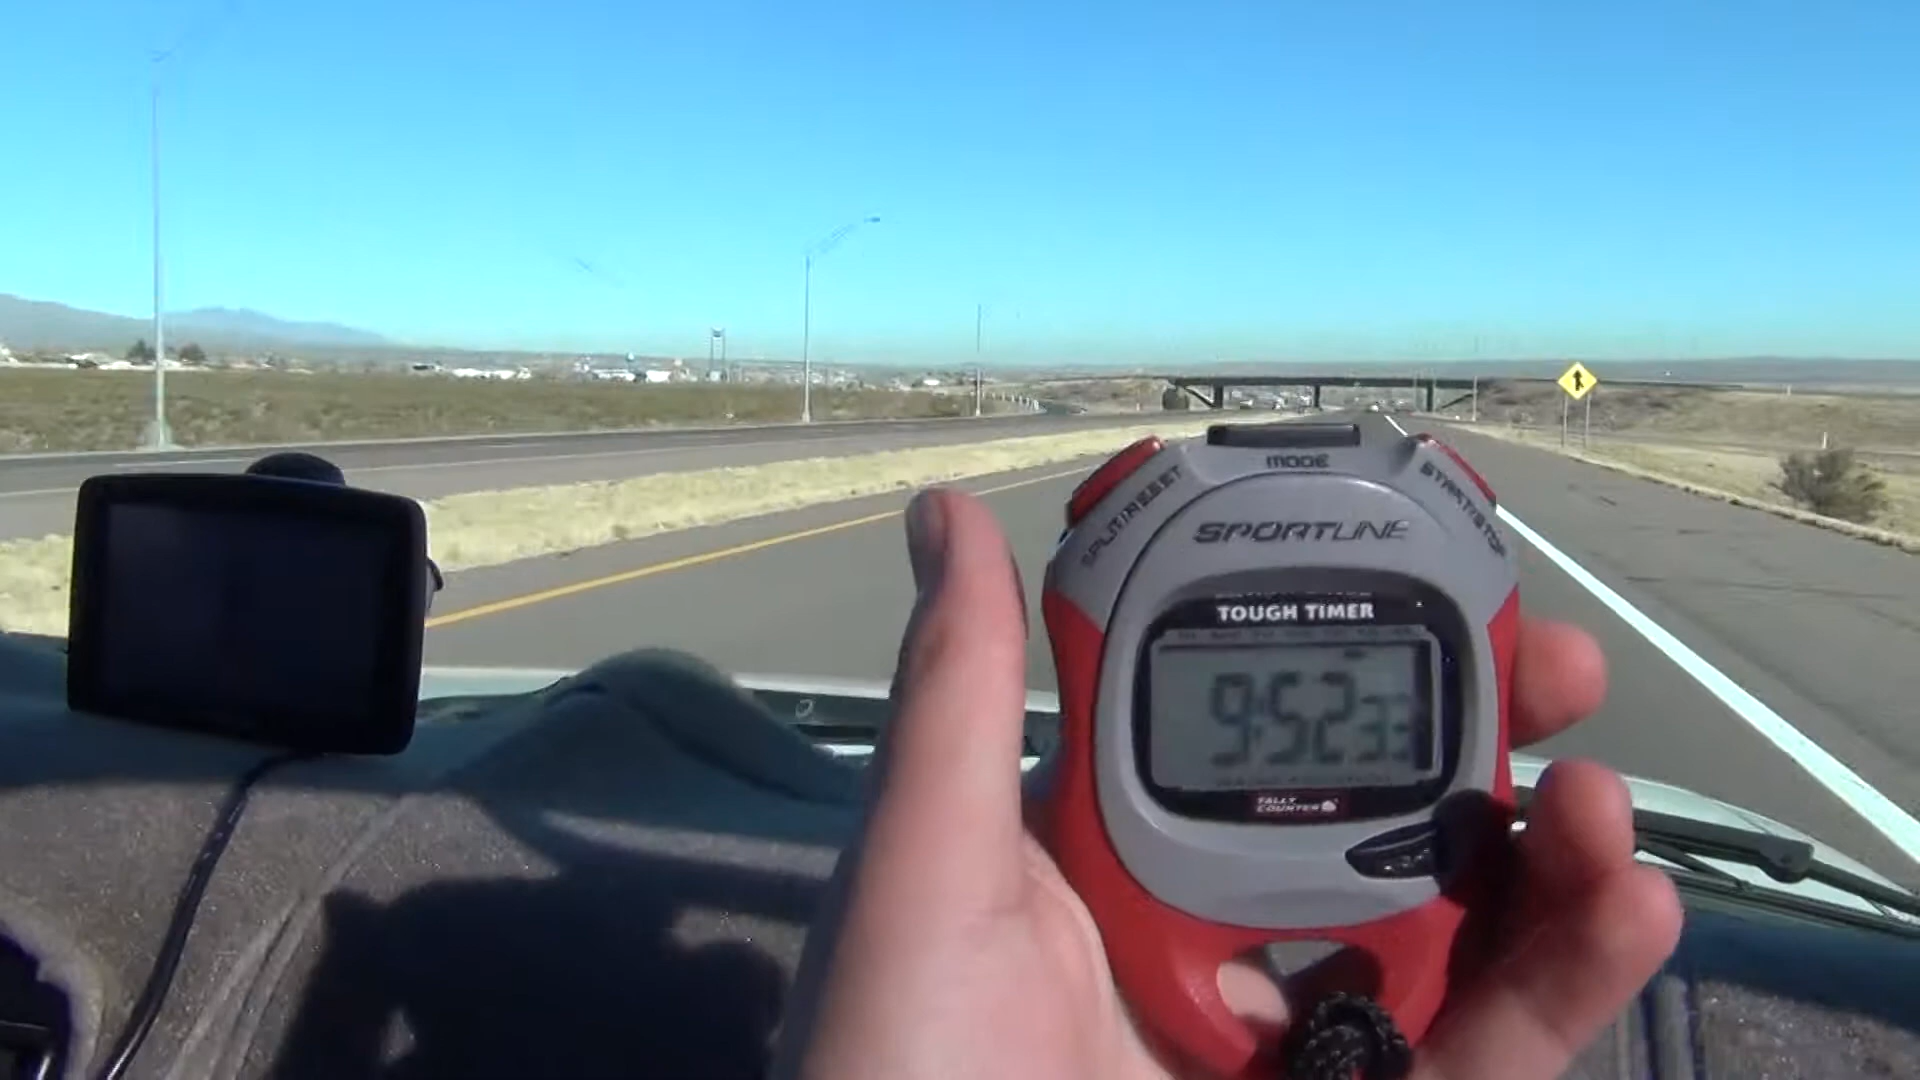 MODE
SPLIT/RESET
START/STOP
SPORTLINE
TOUGH TIMER
9:52 33
TALLY
COUNTER